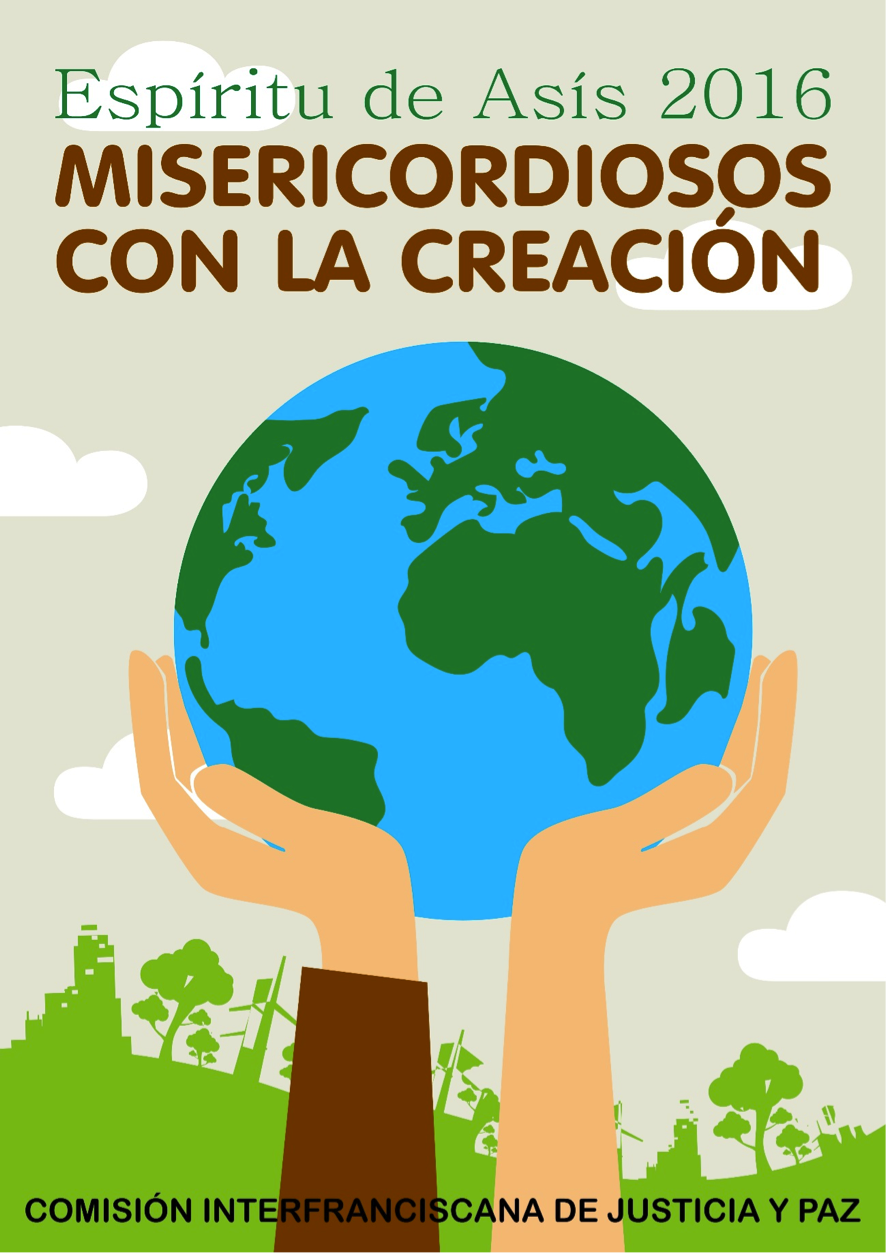 Espíritu de Asís 2016
MISERICORDIOSOS
CON LA CREACIÓN
COMISIÓN INTERFRANCISCANA DE JUSTICIA Y PAZ